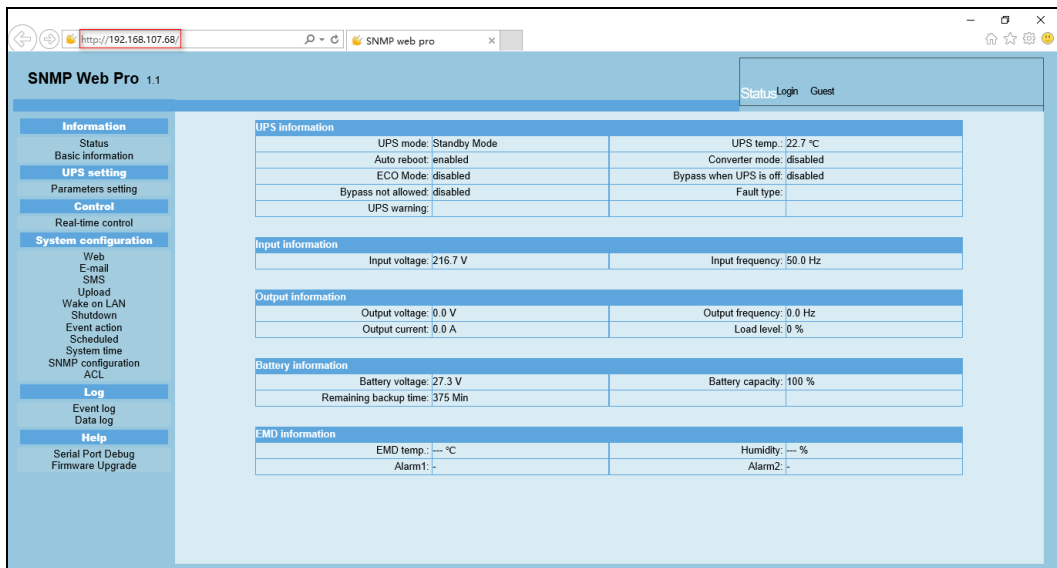 http://192.168.107.68/
SNMP web pro
SNMP Web Pro 1.1
Status Login Guest
Information
Status
Basic information
UPS setting
Parameters setting
Control
Real-time control
System configuration
Web
E-mail
SMS
Upload
Wake on LAN
Shutdown
Event action
Scheduled
System time
SNMP configuration
ACL
Log
Event log
Data log
Help
Serial Port Debug
Firmware Upgrade
UPS information
UPS mode: Standby Mode UPS temp.: 22.7 ℃
Auto reboot: enabled Converter mode: disabled
ECO Mode: disabled Bypass when UPS is off: disabled
Bypass not allowed: disabled Fault type:
UPS warning:
Input information
Input voltage: 216.7 V Input frequency: 50.0 Hz
Output information
Output voltage: 0.0 V Output frequency: 0.0 Hz
Output current: 0.0 A Load level: 0 %
Battery information
Battery voltage: 27.3 V Battery capacity: 100 %
Remaining backup time: 375 Min
EMD information
EMD temp.: --- ℃ Humidity: --- %
Alarm1: - Alarm2: -